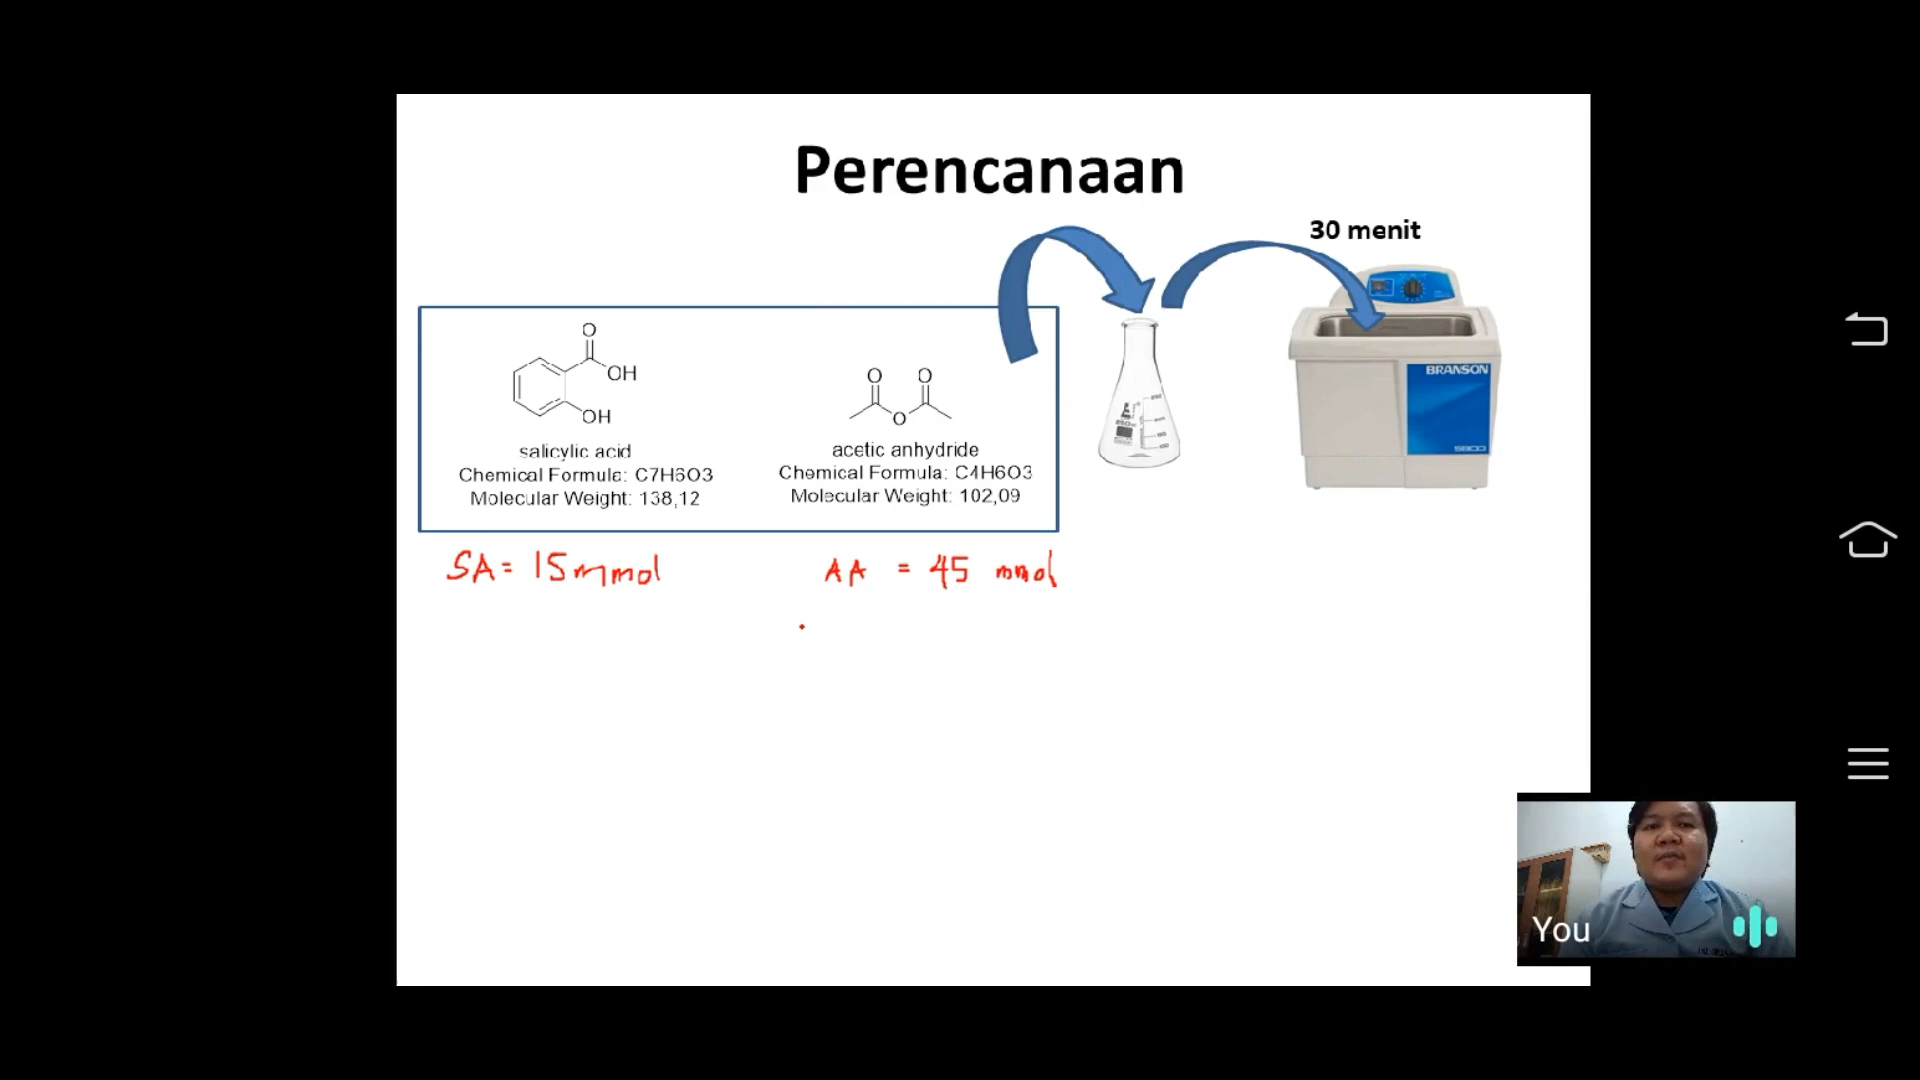 Perencanaan
30 menit
O
OH
OH
O O
O
salicylic acid
Chemical Formula: C7H6O3
Molecular Weight: 138,12
acetic anhydride
Chemical Formula: C4H6O3
Molecular Weight: 102,09
BRANSON
5800
SA = 15 mmol
AA = 45 mmol
You